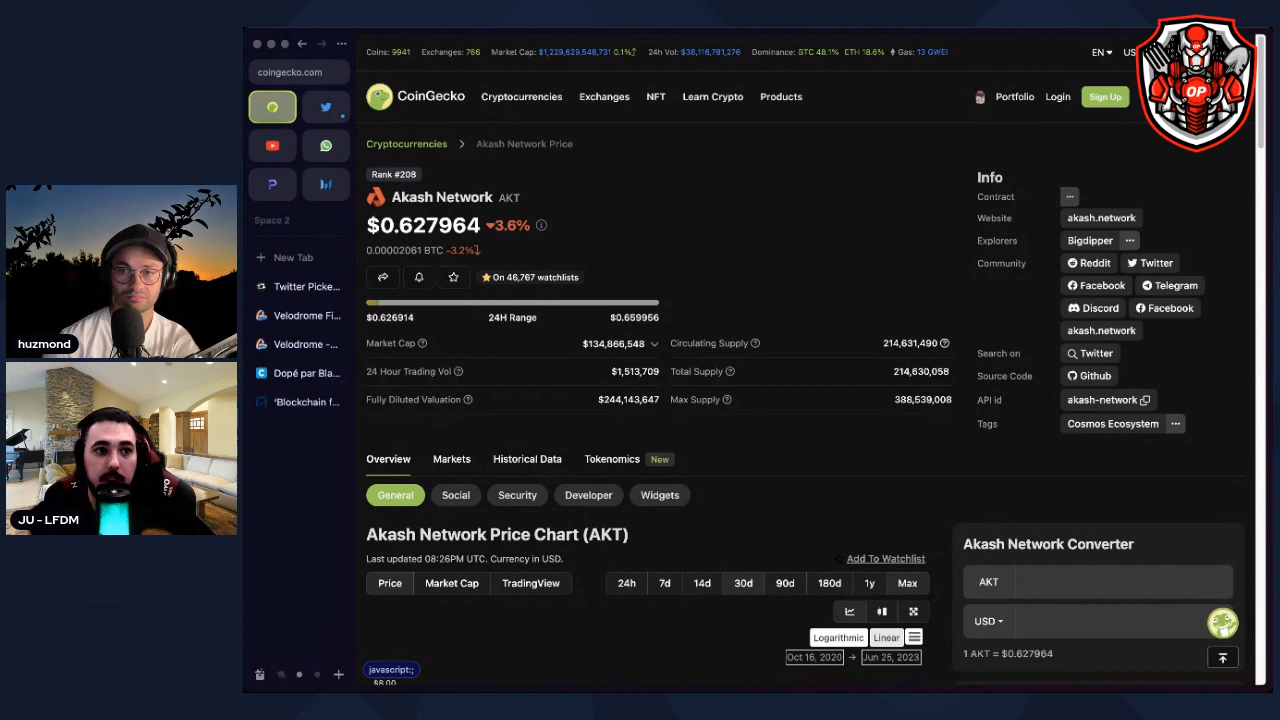 Coins: 9941 Exchanges: 766 Market Cap: $1,229,629,548,731 0.1% 24h Vol: $36,116,781,276 Dominance: BTC 48.1% ETH 18.6% Gas: 13 GWEI
EN
US
OP
coingecko.com
CoinGecko
Cryptocurrencies
Exchanges
NFT
Learn Crypto
Products
Portfolio
Login
Sign Up
OP
Cryptocurrencies > Akash Network Price
Rank #208
Akash Network AKT
$0.627964 3.6%
0.00002061 BTC -3.2%
On 46,767 watchlists
$0.626914 24H Range $0.659956
Market Cap $134,866,548
Circulating Supply 214,631,490
24 Hour Trading Vol $1,513,709
Total Supply 214,630,058
Fully Diluted Valuation $244,143,647
Max Supply 388,539,008
Info
Contract
Website akash.network
Explorers Bigdipper
Community Reddit Twitter
Facebook Telegram
Discord Facebook
akash.network
Search on Twitter
Source Code Github
API id akash-network
Tags Cosmos Ecosystem
Space 2
New Tab
Twitter Picke...
Velodrome Fi...
Velodrome -...
Dopé par Bla...
‘Blockchain f...
huzmond
JU - LFDM
Overview Markets Historical Data Tokenomics New
General Social Security Developer Widgets
Akash Network Price Chart (AKT)
Last updated 08:26PM UTC. Currency in USD.
Add To Watchlist
Price Market Cap TradingView
24h 7d 14d 30d 90d 180d 1y Max
Logarithmic Linear
Oct 16, 2020 → Jun 25, 2023
javascript:;
$8.00
Akash Network Converter
AKT
USD
1 AKT = $0.627964